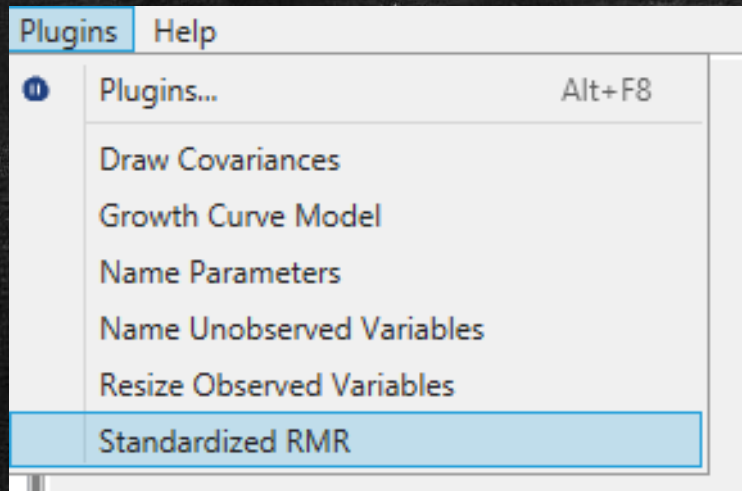 Plugins Help
Plugins... Alt+F8
Draw Covariances
Growth Curve Model
Name Parameters
Name Unobserved Variables
Resize Observed Variables
Standardized RMR